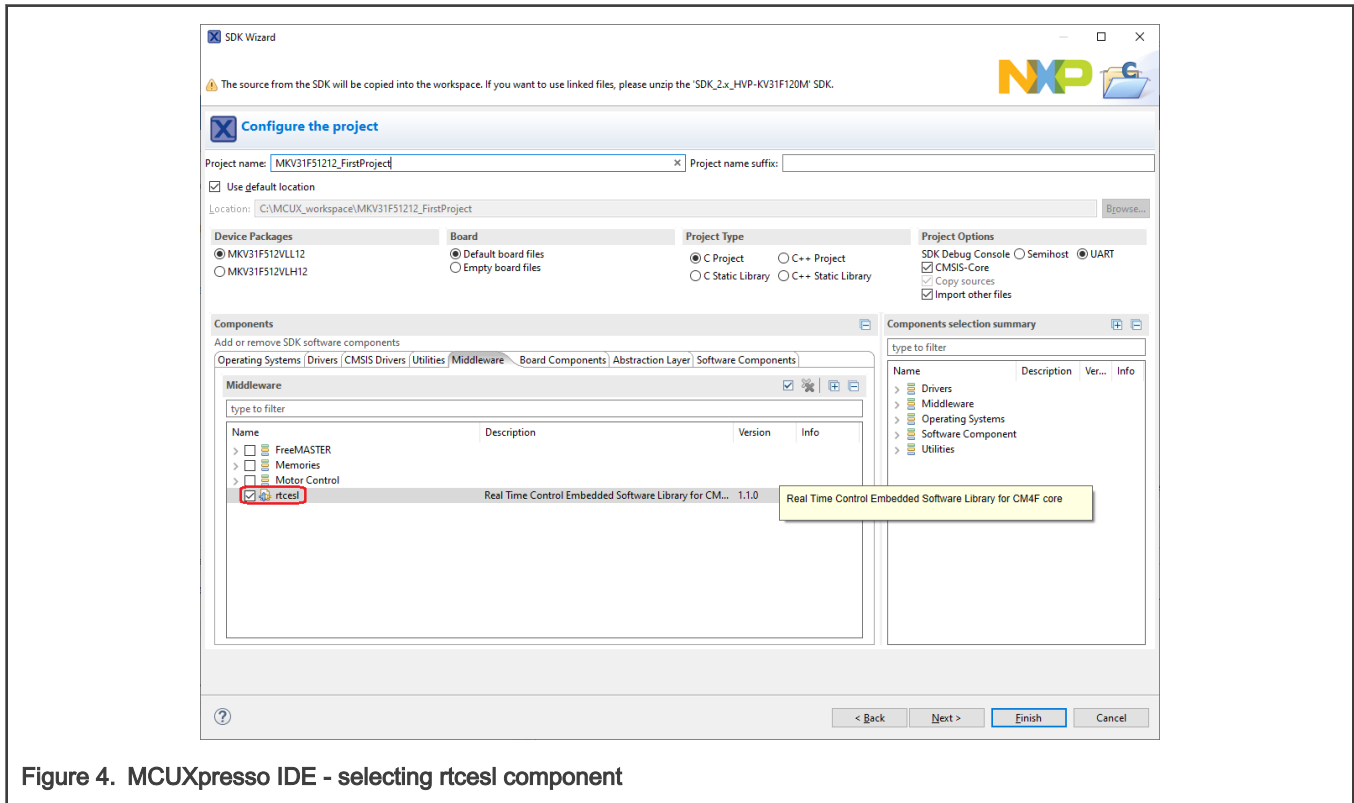 SDK Wizard
The source from the SDK will be copied into the workspace. If you want to use linked files, please unzip the 'SDK_2.x_HVP-KV31F120M' SDK.
NXP
C
X Configure the project
Project name: MKV31F51212_FirstProject Project name suffix:
Use default location
Location: C:\MCUX_workspace\MKV31F51212_FirstProject Browse...
Device Packages Board Project Type Project Options
MKV31F512VLL12 Default board files C Project C++ Project SDK Debug Console Semihost UART
MKV31F512VLH12 Empty board files C Static Library C++ Static Library CMSIS-Core
Copy sources
Import other files
Components Components selection summary
Add or remove SDK software components type to filter
Operating Systems Drivers CMSIS Drivers Utilities Middleware Board Components Abstraction Layer Software Components
Middleware Name Description Ver... Info
type to filter Drivers
Name Description Version Info Middleware
FreeMASTER Operating Systems
Memories Software Component
Motor Control Utilities
rtcesl Real Time Control Embedded Software Library for CM... 1.1.0
Real Time Control Embedded Software Library for CM4F core
? < Back Next > Finish Cancel
Figure 4. MCUXpresso IDE - selecting rtcesl component